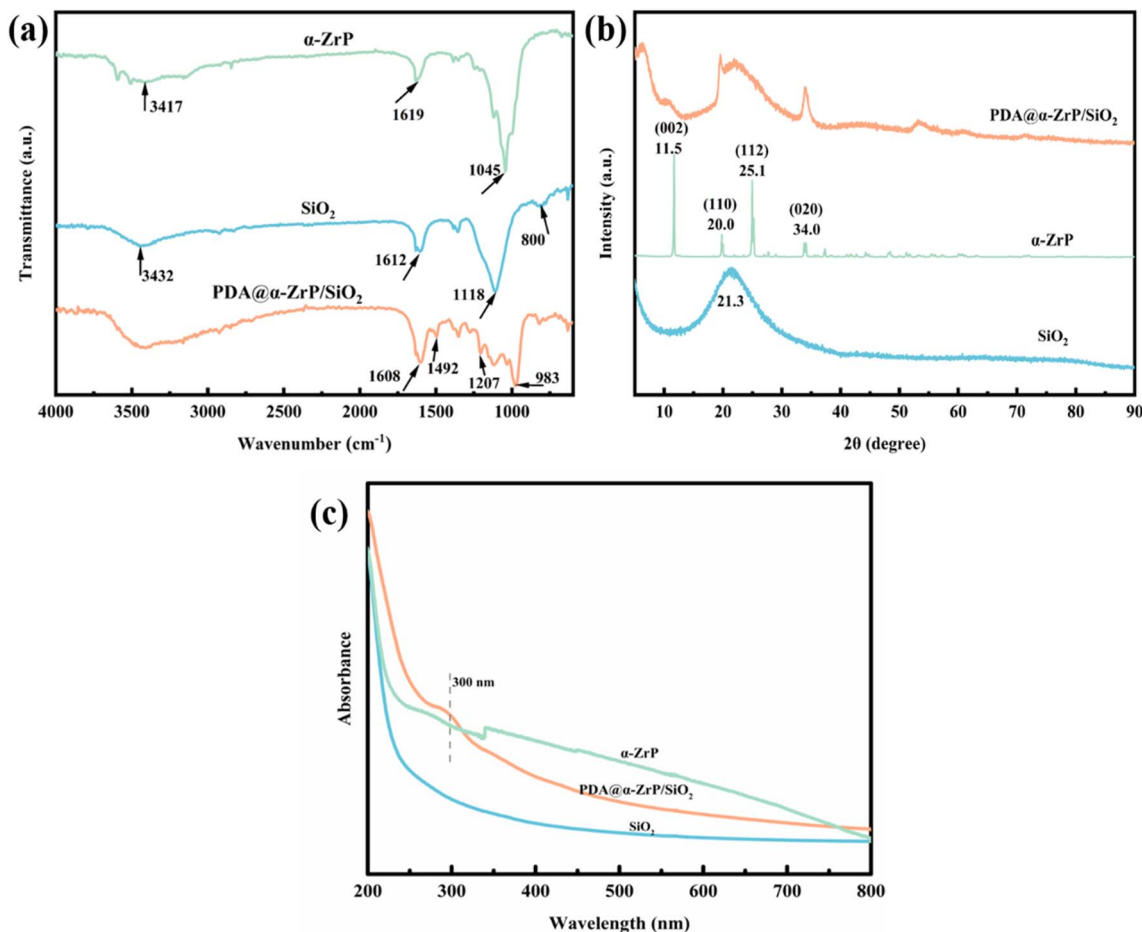 (a)
α-ZrP
3417
1619
1045
SiO₂
3432
1612
1118
800
PDA@α-ZrP/SiO₂
1608
1492
1207
983
Transmittance (a.u.)
4000 3500 3000 2500 2000 1500 1000
Wavenumber (cm⁻¹)
(b)
PDA@α-ZrP/SiO₂
(002)
11.5
(110)
20.0
(112)
25.1
(020)
34.0
α-ZrP
21.3
SiO₂
Intensity (a.u.)
10 20 30 40 50 60 70 80 90
2θ (degree)
(c)
300 nm
α-ZrP
PDA@α-ZrP/SiO₂
SiO₂
Absorbance
200 300 400 500 600 700 800
Wavelength (nm)